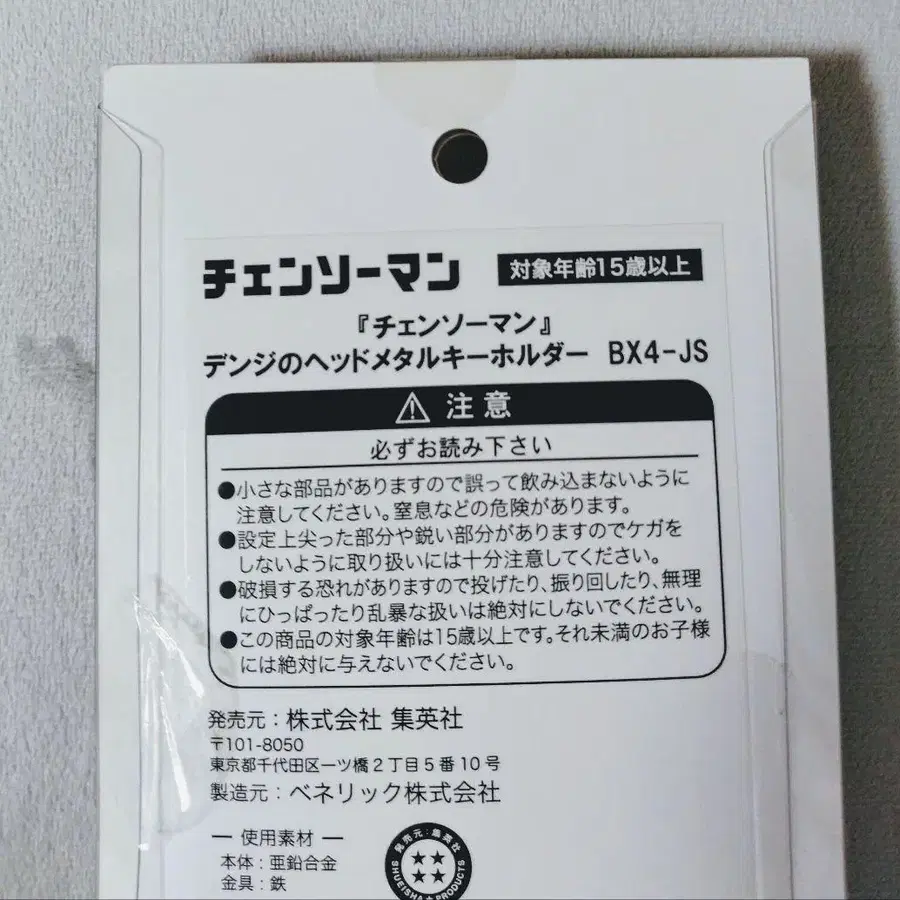 チェンソーマン 対象年齢15歳以上
『チェンソーマン』
デンジのヘッドメタルキーホルダー BX4-JS
注意
必ずお読み下さい
●小さな部品がありますので誤って飲み込まないように
注意してください。窒息などの危険があります。
●設定上尖った部分や鋭い部分がありますのでケガを
しないように取り扱いには十分注意してください。
●破損する恐れがありますので投げたり、振り回したり、無理
にひっぱったり乱暴な扱いは絶対にしないでください。
●この商品の対象年齢は15歳以上です。それ未満のお子様
には絶対に与えないでください。
発売元:株式会社 集英社
〒101-8050
東京都千代田区一ツ橋2丁目5番10号
製造元:ベネリック株式会社
― 使用素材 ―
本体:亜鉛合金
金具:鉄
発売元:集英社
SHUEISHA PRODUCTS